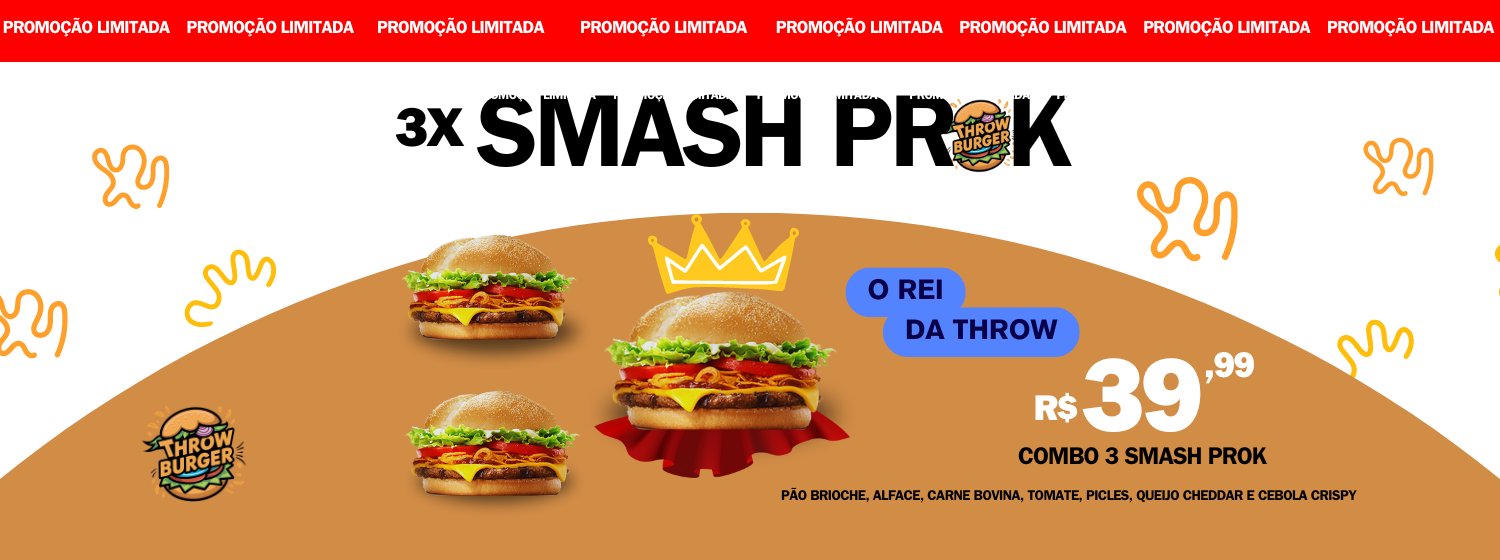 PROMOÇÃO LIMITADA PROMOÇÃO LIMITADA PROMOÇÃO LIMITADA PROMOÇÃO LIMITADA PROMOÇÃO LIMITADA PROMOÇÃO LIMITADA PROMOÇÃO LIMITADA PROMOÇÃO LIMITADA
3X SMASH PR K
THROW
BURGER
O REI
DA THROW
R$39,99
THROW
BURGER
COMBO 3 SMASH PROK
PÃO BRIOCHE, ALFACE, CARNE BOVINA, TOMATE, PICLES, QUEIJO CHEDDAR E CEBOLA CRISPY